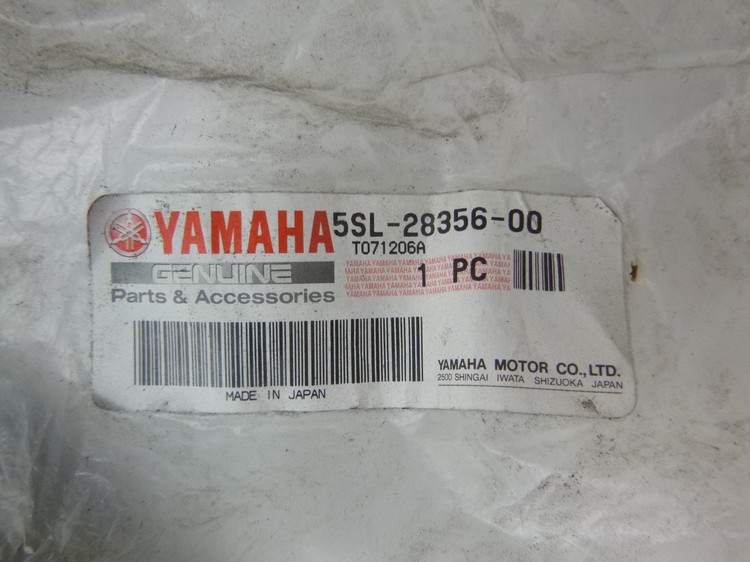 YAMAHA 5SL-28356-00
T071206A
GENUINE
Parts & Accessories
1 PC
YAMAHA MOTOR CO.,LTD.
2500 SHINGAI IWATA SHIZUOKA JAPAN
MADE IN JAPAN